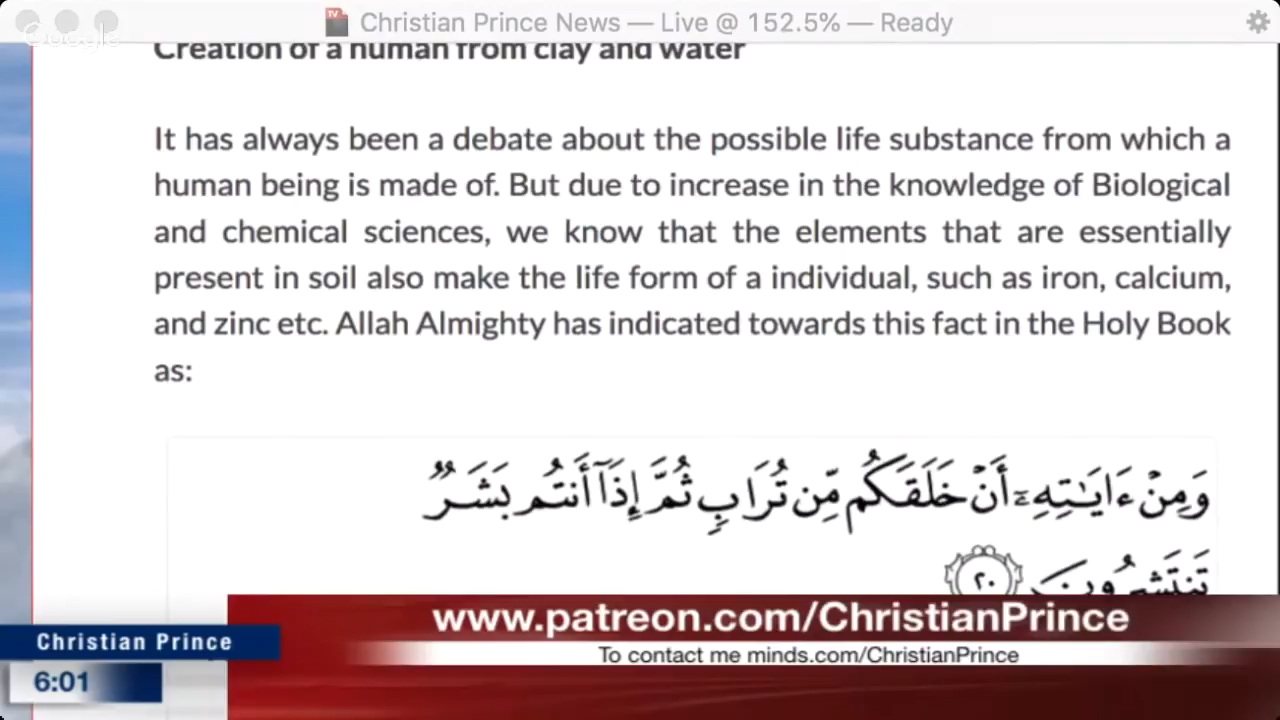 Christian Prince News — Live @ 152.5% — Ready
Google
Creation of a human from clay and water
It has always been a debate about the possible life substance from which a
human being is made of. But due to increase in the knowledge of Biological
and chemical sciences, we know that the elements that are essentially
present in soil also make the life form of a individual, such as iron, calcium,
and zinc etc. Allah Almighty has indicated towards this fact in the Holy Book
as:
وَمِنْ ءَايَـٰتِهِۦٓ أَنْ خَلَقَكُم مِّن تُرَابٍ ثُمَّ إِذَآ أَنتُم بَشَرٌ
تَنتَشِرُونَ ٢٠
www.patreon.com/ChristianPrince
Christian Prince
To contact me minds.com/ChristianPrince
6:01